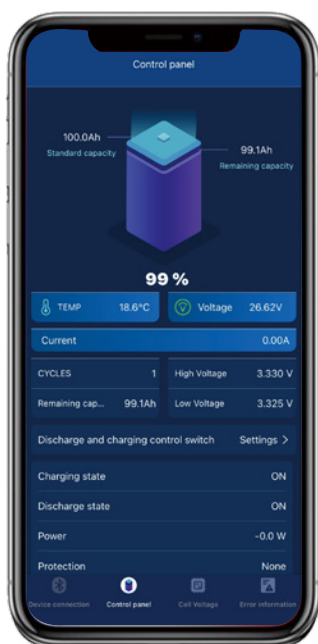 Control panel
100.0Ah
Standard capacity
99.1Ah
Remaining capacity
99 %
TEMP 18.6°C
Voltage 26.62V
Current 0.00A
CYCLES 1
High Voltage 3.330 V
Remaining cap... 99.1Ah
Low Voltage 3.325 V
Discharge and charging control switch Settings >
Charging state ON
Discharge state ON
Power -0.0 W
Protection None
Device connection
Control panel
Cell Voltage
Error information